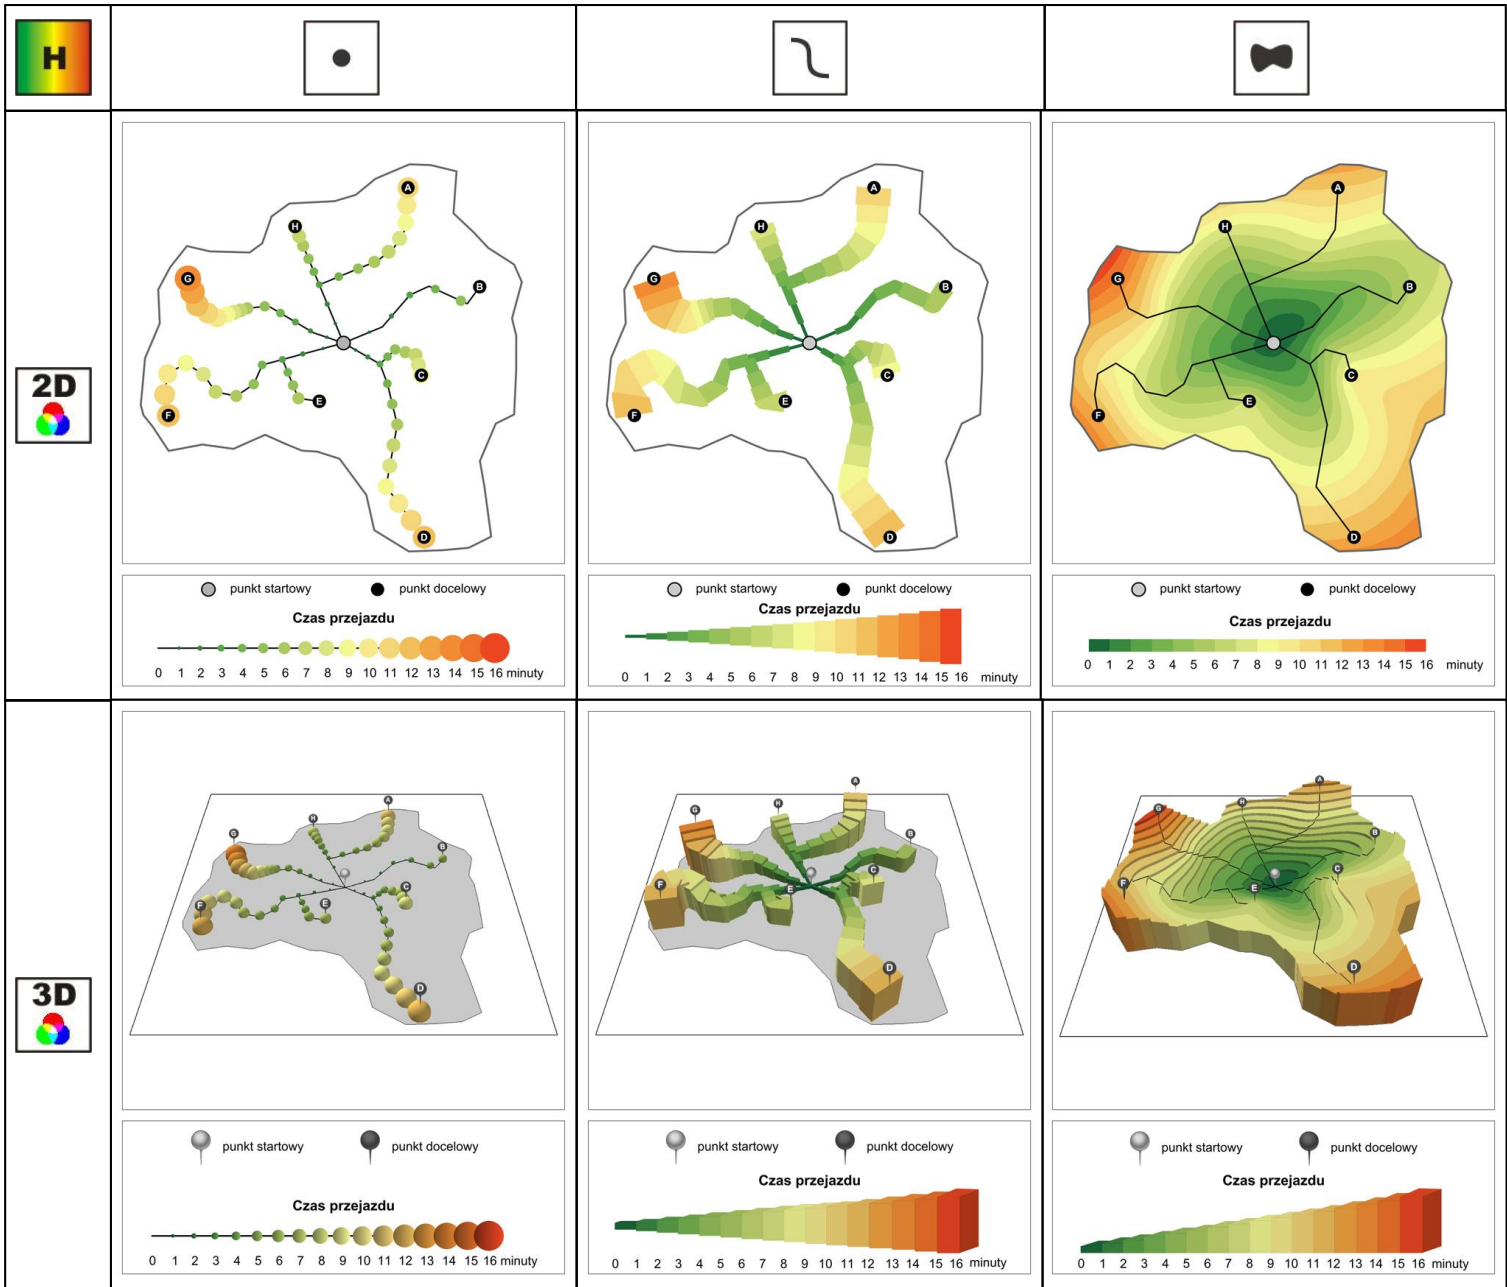 H
2D
A
H
B
G
C
E
F
D
punkt startowy punkt docelowy
Czas przejazdu
0 1 2 3 4 5 6 7 8 9 10 11 12 13 14 15 16 minuty
A
H
B
G
C
E
F
D
punkt startowy punkt docelowy
Czas przejazdu
0 1 2 3 4 5 6 7 8 9 10 11 12 13 14 15 16 minuty
A
H
G
B
C
E
F
D
punkt startowy punkt docelowy
Czas przejazdu
0 1 2 3 4 5 6 7 8 9 10 11 12 13 14 15 16 minuty
3D
A
H
G
B
C
E
F
D
punkt startowy punkt docelowy
Czas przejazdu
0 1 2 3 4 5 6 7 8 9 10 11 12 13 14 15 16 minuty
A
H
G
B
C
F
E
D
punkt startowy punkt docelowy
Czas przejazdu
0 1 2 3 4 5 6 7 8 9 10 11 12 13 14 15 16 minuty
A
H
G
B
C
F
E
D
punkt startowy punkt docelowy
Czas przejazdu
0 1 2 3 4 5 6 7 8 9 10 11 12 13 14 15 16 minuty